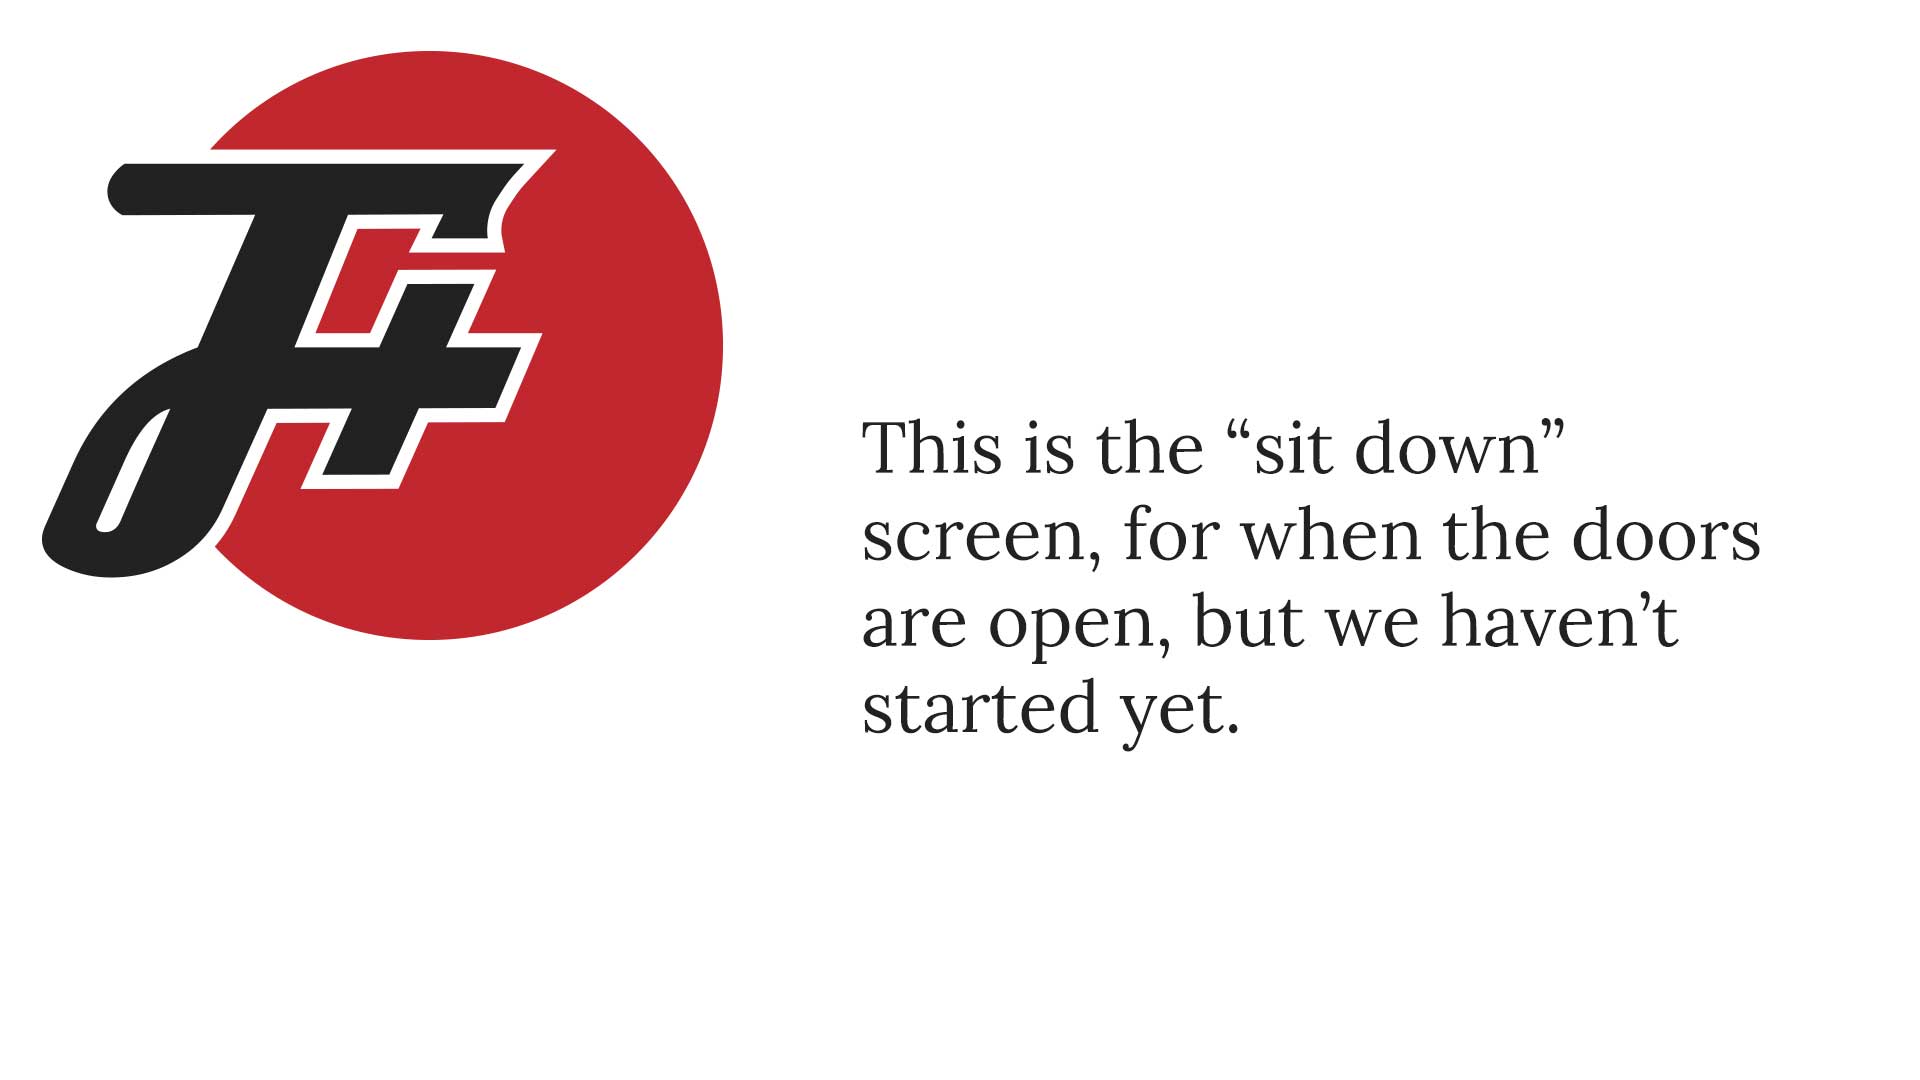 This is the “sit down”
screen, for when the doors
are open, but we haven’t
started yet.